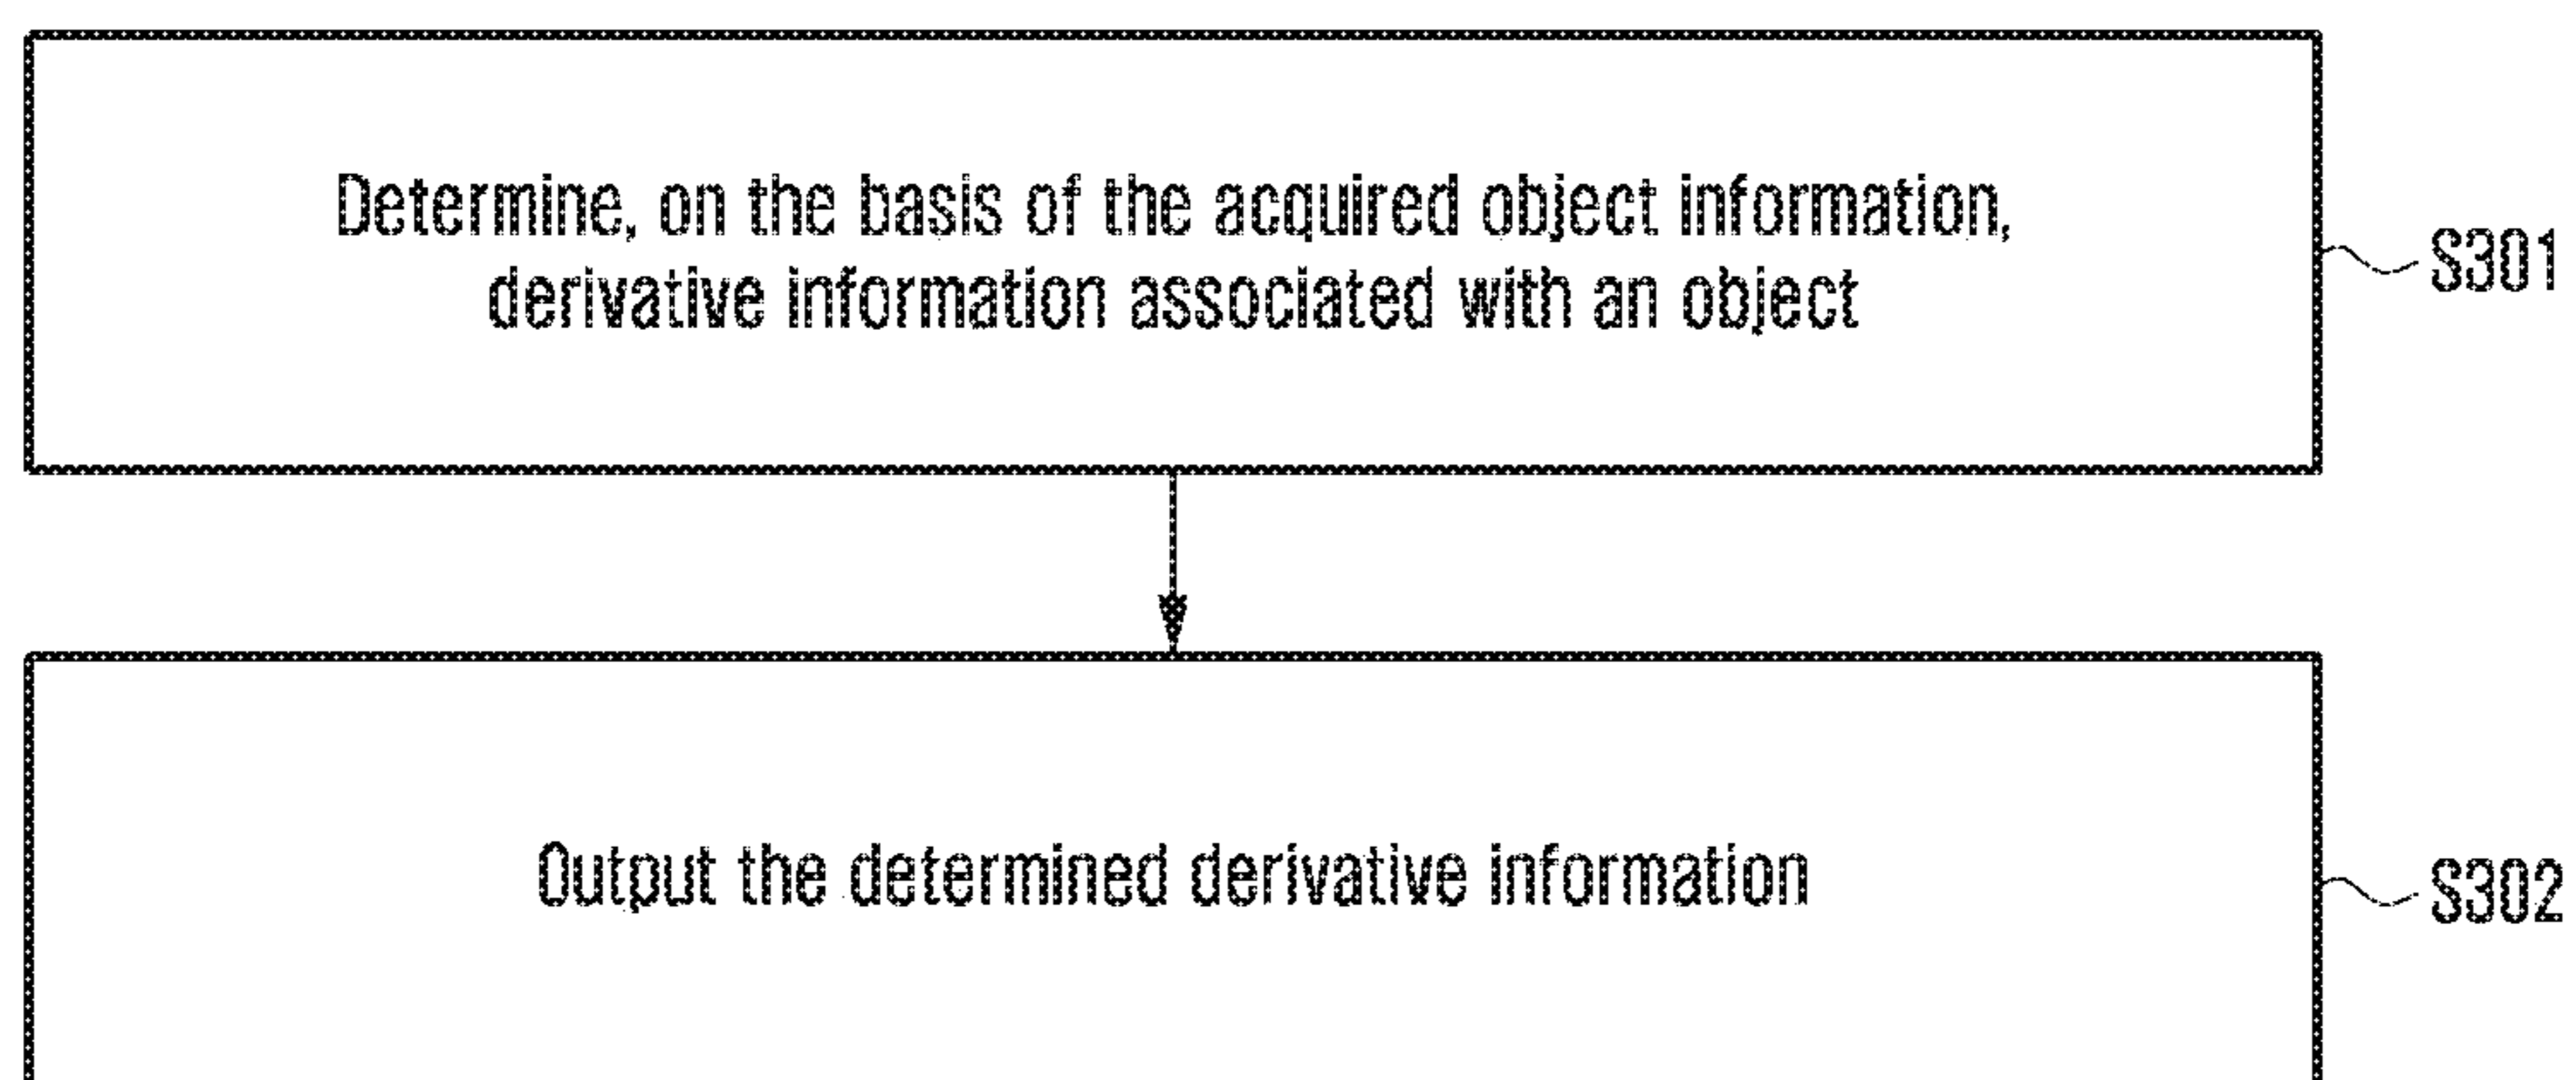 Determine, on the basis of the acquired object information,
derivative information associated with an object
S301
Output the determined derivative information
S302